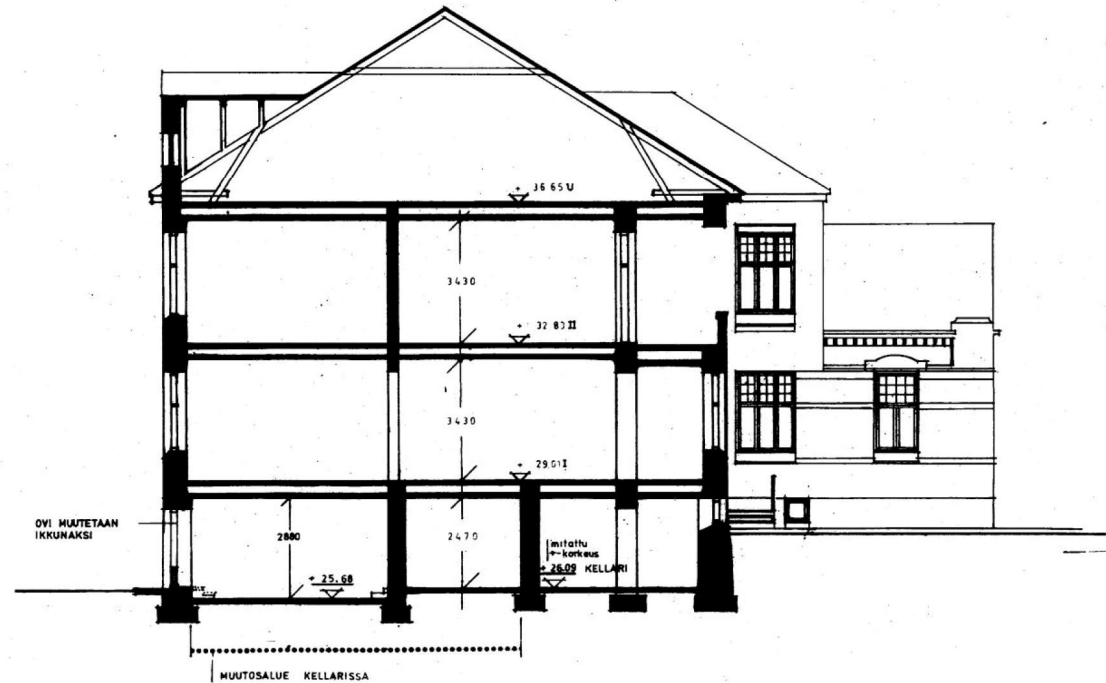 + 36.65 U
3430
+ 32.83 II
3430
+ 29.01 I
OVI MUUTETAAN
IKKUNAKSI
2880
2470
mitattu
korkeus
+ 26.09 KELLARI
+ 25.68
MUUTOSALUE KELLARISSA